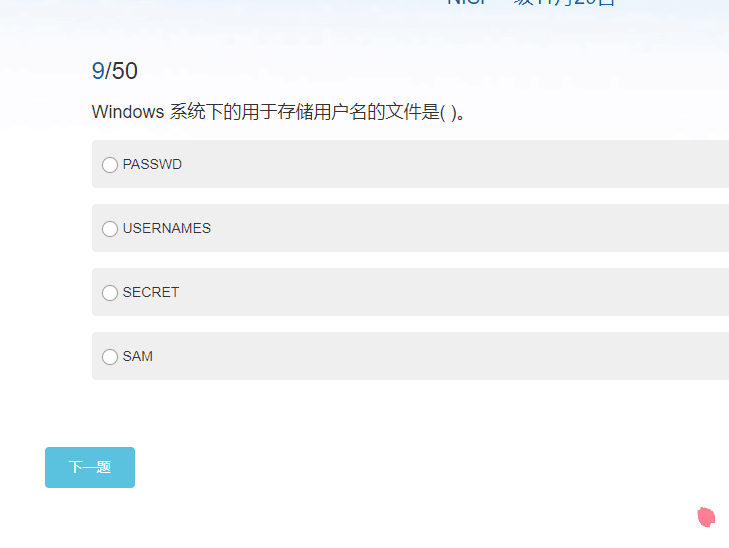 9/50
Windows 系统下的用于存储用户名的文件是( )。
PASSWD
USERNAMES
SECRET
SAM
下一题